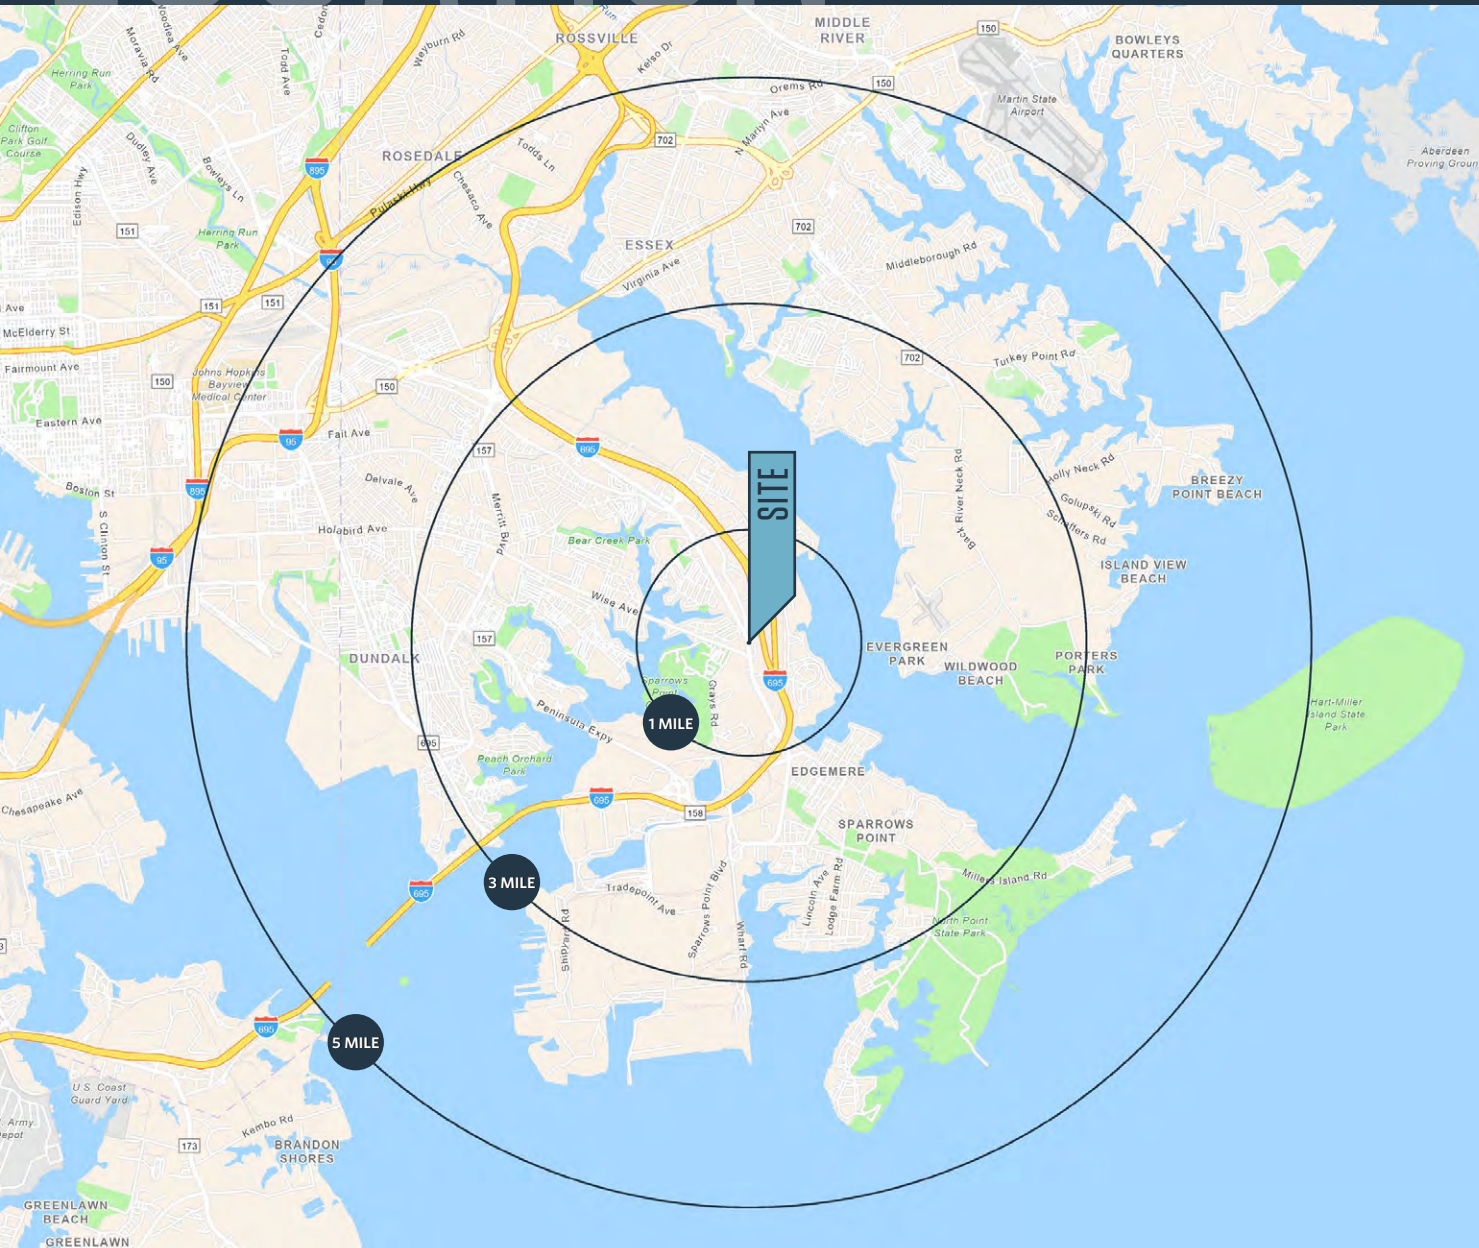 MIDDLE
RIVER
150
BOWLEYS
QUARTERS
ROSSVILLE
Weyburn Rd
Kelso Dr
Moravia Rd
Todd Ave
Herring Run
Park
Orems Rd
150
Martin State
Airport
N Marlyn Ave
Clifton
Park Golf
Course
Dudley Ave
702
Aberdeen
Proving Groun
ROSEDALE
Todds Ln
895
Bowleys Ln
Edison Hwy
Pulaski Hwy
Chesaco Ave
151
Herring Run
Park
702
ESSEX
Middleborough Rd
Virginia Ave
151
151
Ave
McElderry St
Fairmount Ave
Johns Hopkins
Bayview
Medical Center
150
150
702
Turkey Point Rd
Eastern Ave
95
Fait Ave
157
695
Back River Neck Rd
Holly Neck Rd
BREEZY
POINT BEACH
Boston St
895
Delvale Ave
SITE
Golupski Rd
Schaffers Rd
S Clinton St
Holabird Ave
Merritt Blvd
Bear Creek Park
95
ISLAND VIEW
BEACH
Wise Ave
157
DUNDALK
EVERGREEN
PARK
WILDWOOD
BEACH
PORTERS
PARK
Sparrows
Point
Grays Rd
695
1 MILE
Peninsula Expy
Hart-Miller
Island State
Park
695
Peach Orchard
Park
EDGEMERE
Chesapeake Ave
695
158
SPARROWS
POINT
3 MILE
695
Tradepoint Ave
Sparrows Point Blvd
Lincoln Ave
Lodge Farm Rd
Millers Island Rd
Shipyard Rd
Wharf Rd
North Point
State Park
695
5 MILE
U.S. Coast
Guard Yard
Army
epot
Kembo Rd
173
BRANDON
SHORES
GREENLAWN
BEACH
GREENLAWN